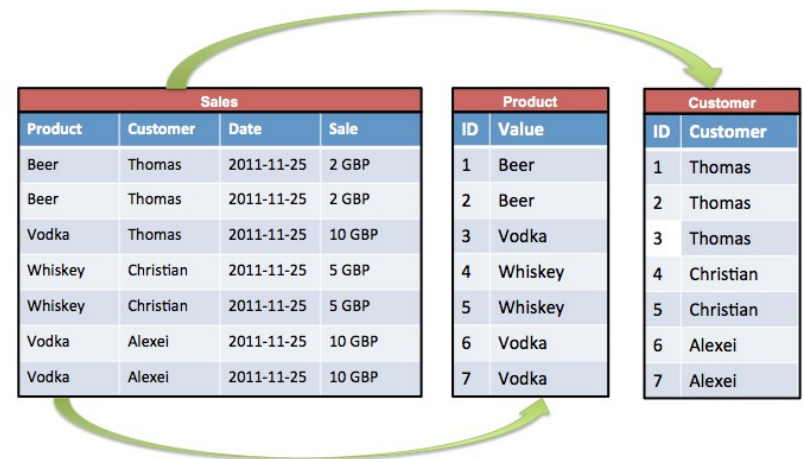 Sales
Product Customer Date Sale
Beer Thomas 2011-11-25 2 GBP
Beer Thomas 2011-11-25 2 GBP
Vodka Thomas 2011-11-25 10 GBP
Whiskey Christian 2011-11-25 5 GBP
Whiskey Christian 2011-11-25 5 GBP
Vodka Alexei 2011-11-25 10 GBP
Vodka Alexei 2011-11-25 10 GBP
Product
ID Value
1 Beer
2 Beer
3 Vodka
4 Whiskey
5 Whiskey
6 Vodka
7 Vodka
Customer
ID Customer
1 Thomas
2 Thomas
3 Thomas
4 Christian
5 Christian
6 Alexei
7 Alexei